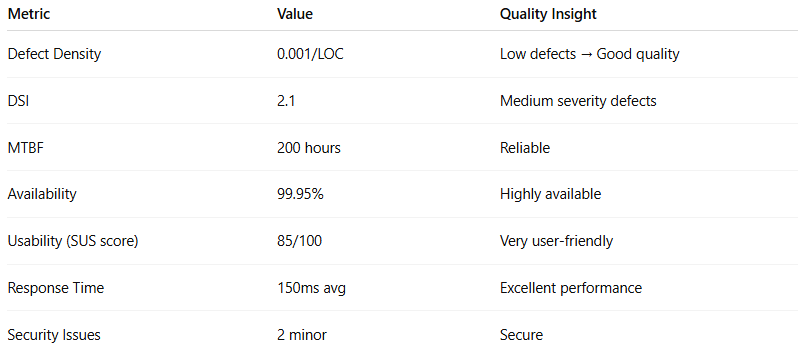 Metric Value Quality Insight
Defect Density 0.001/LOC Low defects → Good quality
DSI 2.1 Medium severity defects
MTBF 200 hours Reliable
Availability 99.95% Highly available
Usability (SUS score) 85/100 Very user-friendly
Response Time 150ms avg Excellent performance
Security Issues 2 minor Secure